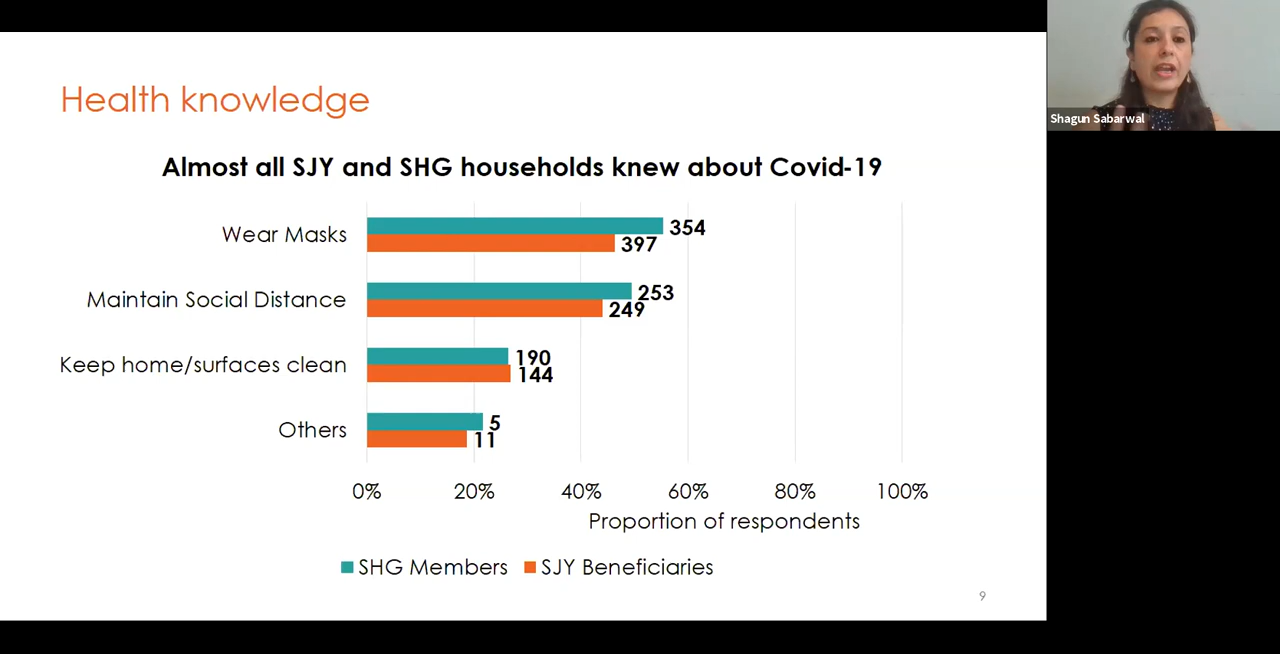 Health knowledge
Shagun Sabarwal
Almost all SJY and SHG households knew about Covid-19
Wear Masks
354
397
Maintain Social Distance
253
249
Keep home/surfaces clean
190
144
Others
5
11
0% 20% 40% 60% 80% 100%
Proportion of respondents
SHG Members SJY Beneficiaries
9